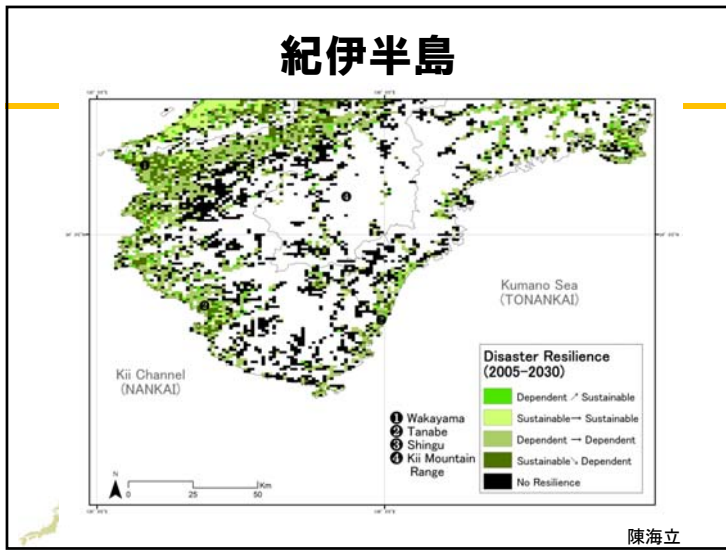 紀伊半島
Kumano Sea
(TONANKAI)
Kii Channel
(NANKAI)
Disaster Resilience
(2005-2030)
Dependent ↗ Sustainable
Sustainable → Sustainable
Dependent → Dependent
Sustainable ↘ Dependent
No Resilience
❶ Wakayama
❷ Tanabe
❸ Shingu
❹ Kii Mountain
Range
N
0 25 50 Km
陳海立